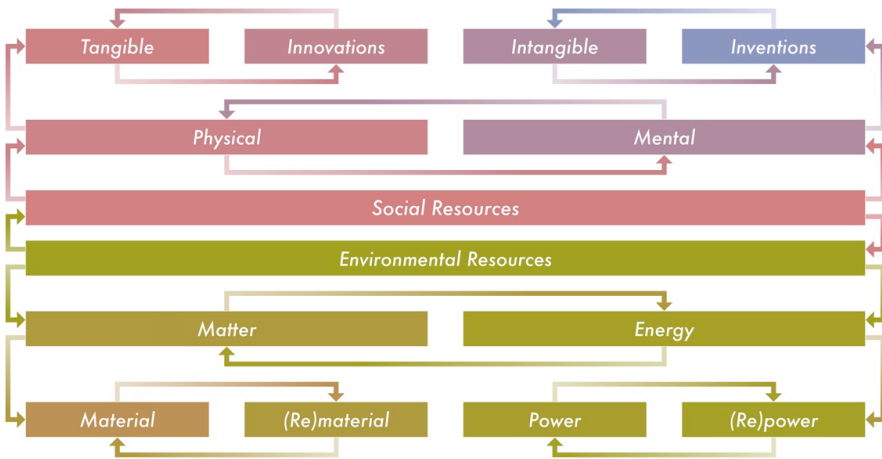 Tangible
Innovations
Intangible
Inventions
Physical
Mental
Social Resources
Environmental Resources
Matter
Energy
Material
(Re)material
Power
(Re)power